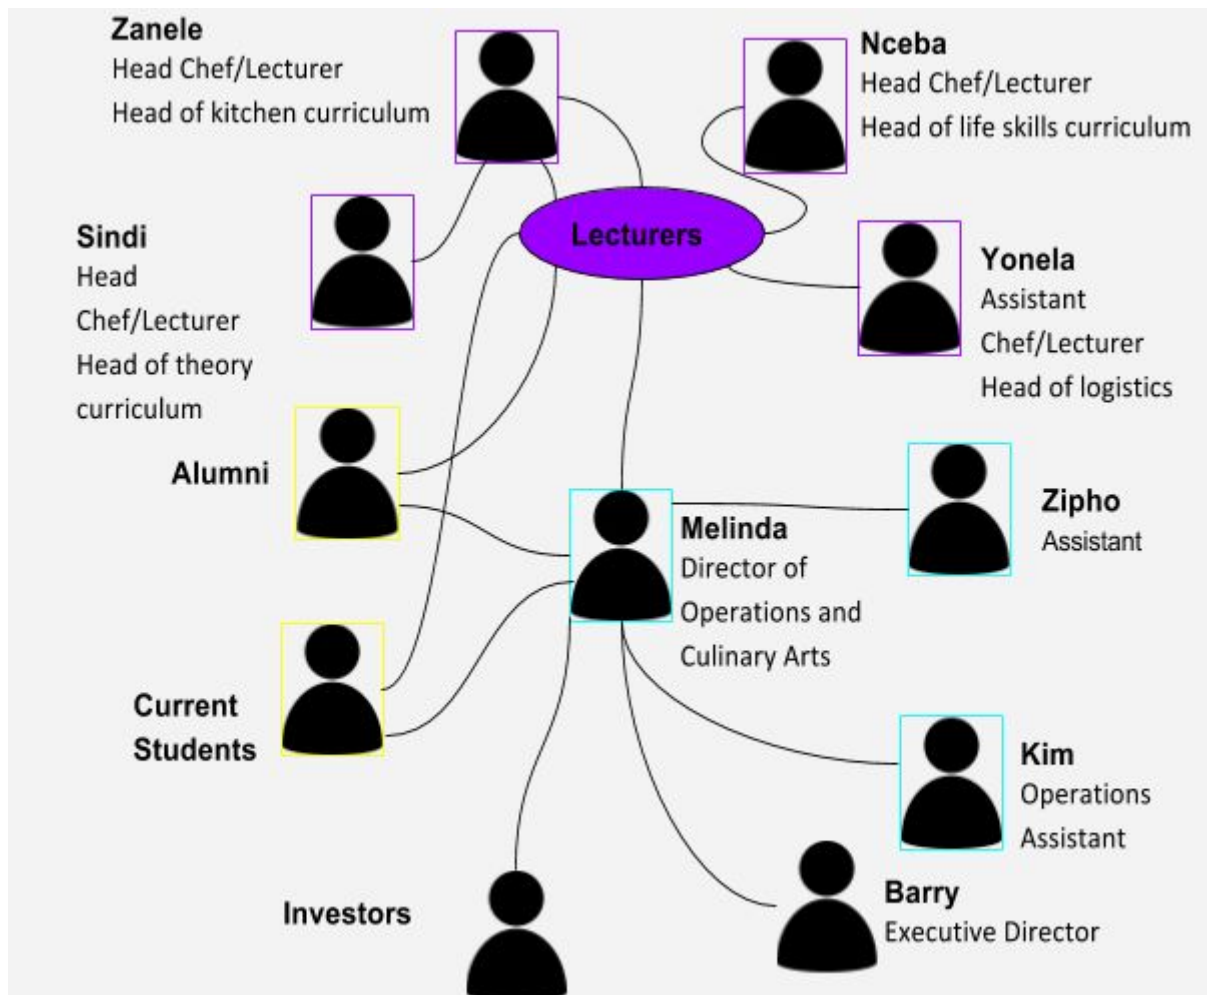 Zanele
Head Chef/Lecturer
Head of kitchen curriculum
Nceba
Head Chef/Lecturer
Head of life skills curriculum
Lecturers
Sindi
Head
Chef/Lecturer
Head of theory
curriculum
Yonela
Assistant
Chef/Lecturer
Head of logistics
Alumni
Melinda
Director of
Operations and
Culinary Arts
Zipho
Assistant
Current
Students
Kim
Operations
Assistant
Investors
Barry
Executive Director